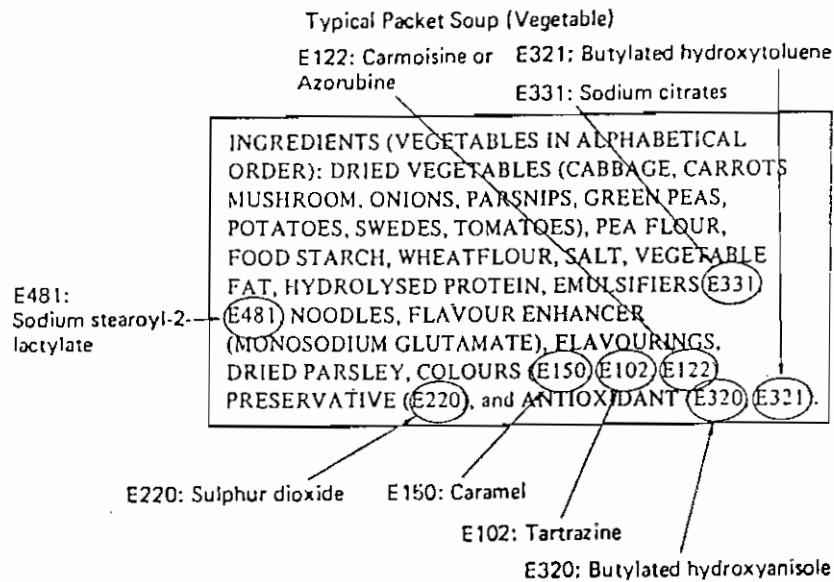 Typical Packet Soup (Vegetable)
E122: Carmoisine or
Azorubine
E321: Butylated hydroxytoluene
E331: Sodium citrates
INGREDIENTS (VEGETABLES IN ALPHABETICAL
ORDER): DRIED VEGETABLES (CABBAGE, CARROTS
MUSHROOM, ONIONS, PARSNIPS, GREEN PEAS,
POTATOES, SWEDES, TOMATOES), PEA FLOUR,
FOOD STARCH, WHEATFLOUR, SALT, VEGETABLE
FAT, HYDROLYSED PROTEIN, EMULSIFIERS (E331,
E481) NOODLES, FLAVOUR ENHANCER
(MONOSODIUM GLUTAMATE), FLAVOURINGS,
DRIED PARSLEY, COLOURS (E150 E102, E122)
PRESERVATIVE (E220), and ANTIOXIDANT (E320, E321).
E481:
Sodium stearoyl-2-
lactylate
E220: Sulphur dioxide
E150: Caramel
E102: Tartrazine
E320: Butylated hydroxyanisole